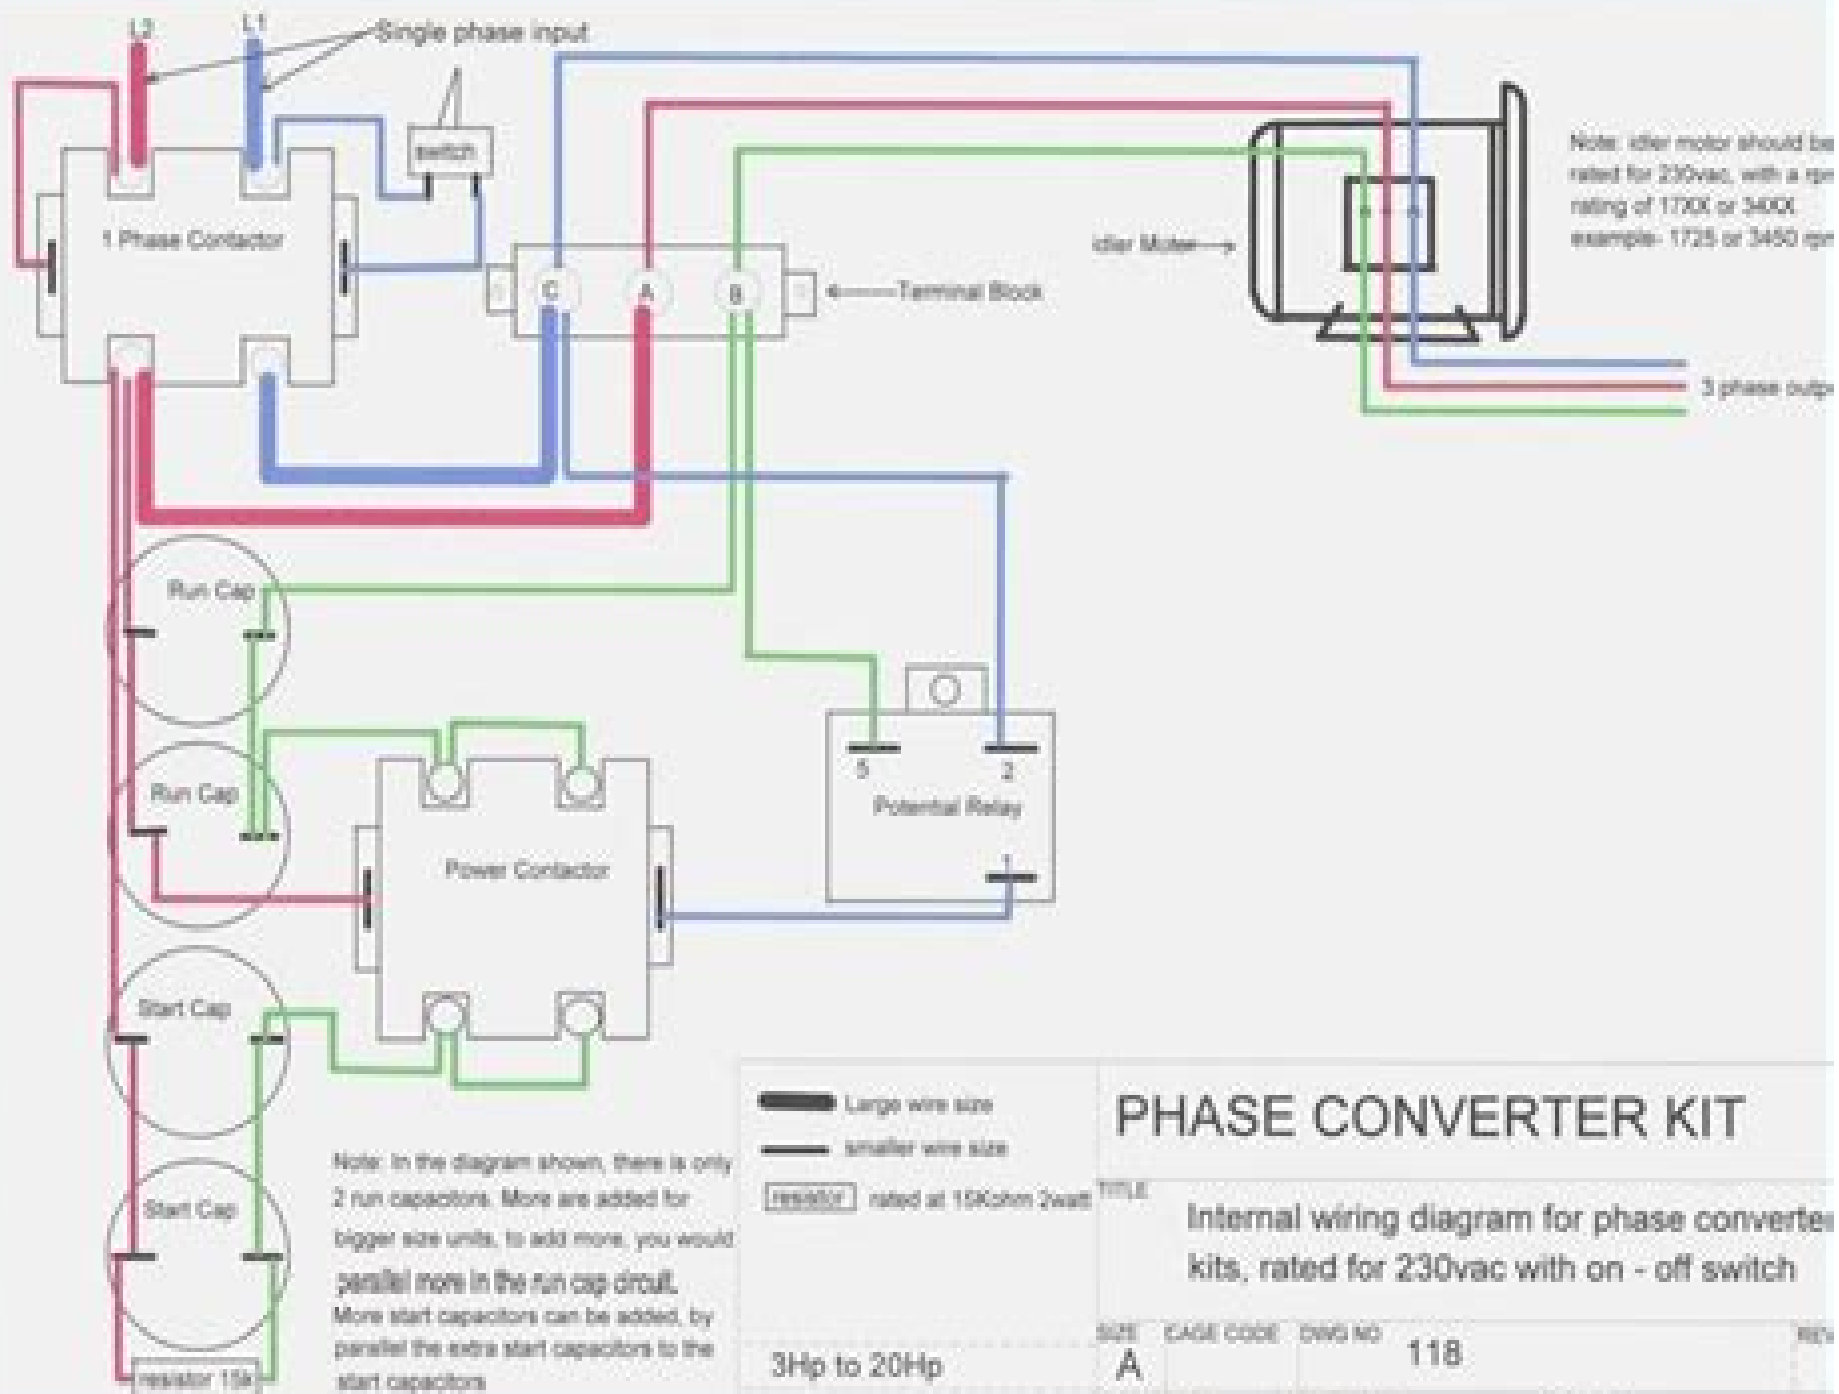 L2
L1
Single phase input
switch
1 Phase Contactor
C
A
B
Terminal Block
idler Motor
Note: idler motor should be
rated for 230vac, with a rpm
rating of 17XX or 34XX
example- 1725 or 3450 rpm
3 phase outp
Run Cap
Run Cap
Power Contactor
5
2
Potential Relay
1
Start Cap
Start Cap
resistor 15k
Note: In the diagram shown, there is only
2 run capacitors. More are added for
bigger size units, to add more, you would
parallel more in the run cap circuit.
More start capacitors can be added, by
parallel the extra start capacitors to the
start capacitors
Large wire size
smaller wire size
resistor rated at 15Kohm 2watt
3Hp to 20Hp
PHASE CONVERTER KIT
TITLE
Internal wiring diagram for phase converter
kits, rated for 230vac with on - off switch
SIZE
A
CAGE CODE
DWG NO
118
REV